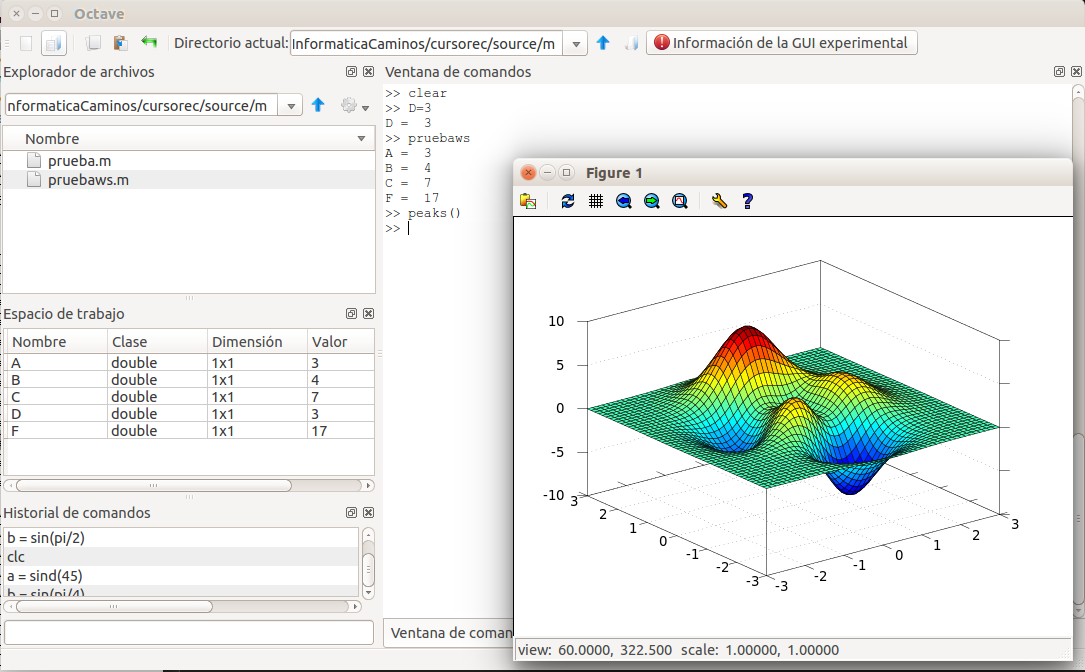 Octave
Directorio actual: InformaticaCaminos/cursorec/source/m Información de la GUI experimental
Explorador de archivos
nformaticaCaminos/cursorec/source/m
Nombre
prueba.m
pruebaws.m
Espacio de trabajo
Nombre Clase Dimensión Valor
A double 1x1 3
B double 1x1 4
C double 1x1 7
D double 1x1 3
F double 1x1 17
Historial de comandos
b = sin(pi/2)
clc
a = sind(45)
b = sin(pi/4)
Ventana de comandos
>> clear
>> D=3
D = 3
>> pruebaws
A = 3
B = 4
C = 7
F = 17
>> peaks()
>>
Ventana de coman
Figure 1
10
5
0
-5
-10
3
2
1
0
-1
-2
-3
-3
-2
-1
0
1
2
3
view: 60.0000, 322.500 scale: 1.00000, 1.00000